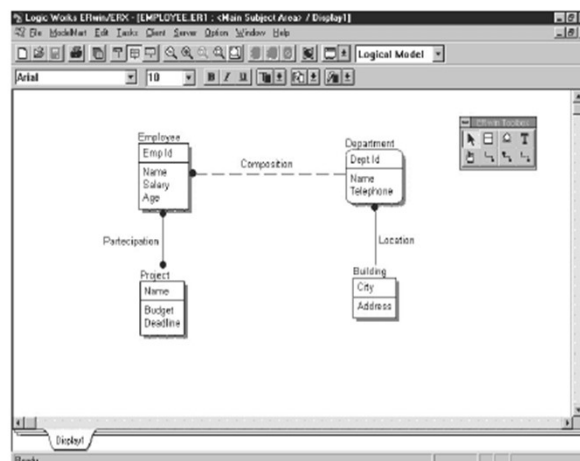 Logic Works ERwin/ERX - [EMPLOYEE.ER1 : <Main Subject Area> / Display1]
File ModelMart Edit Tasks Client Server Option Window Help
Logical Model
Arial 10 B I U
ERwin Toolbox
T
Employee
Emp Id
Name
Salary
Age
Composition
Department
Dept Id
Name
Telephone
Partecipation
Location
Project
Name
Budget
Deadline
Building
City
Address
Display1
Ready